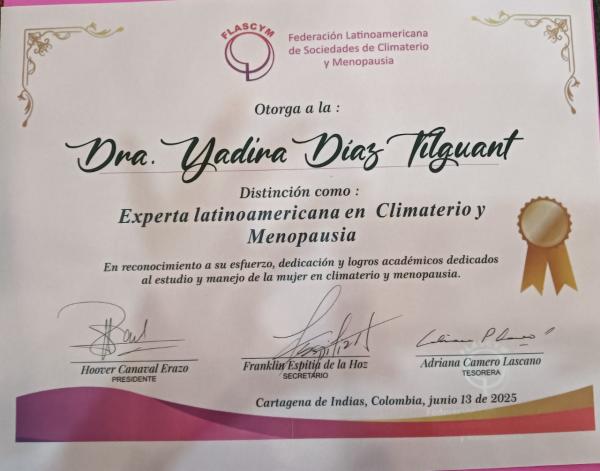 FLASCYM
Federación Latinoamericana
de Sociedades de Climaterio
y Menopausia
Otorga a la :
Dra. Yadira Díaz Tilguant
Distinción como :
Experta latinoamericana en Climaterio y
Menopausia
En reconocimiento a su esfuerzo, dedicación y logros académicos dedicados
al estudio y manejo de la mujer en climaterio y menopausia.
Hoover Canaval Erazo
PRESIDENTE
Franklin Espitia de la Hoz
SECRETARIO
Adriana Camero Lascano
TESORERA
Cartagena de Indias, Colombia, junio 13 de 2025